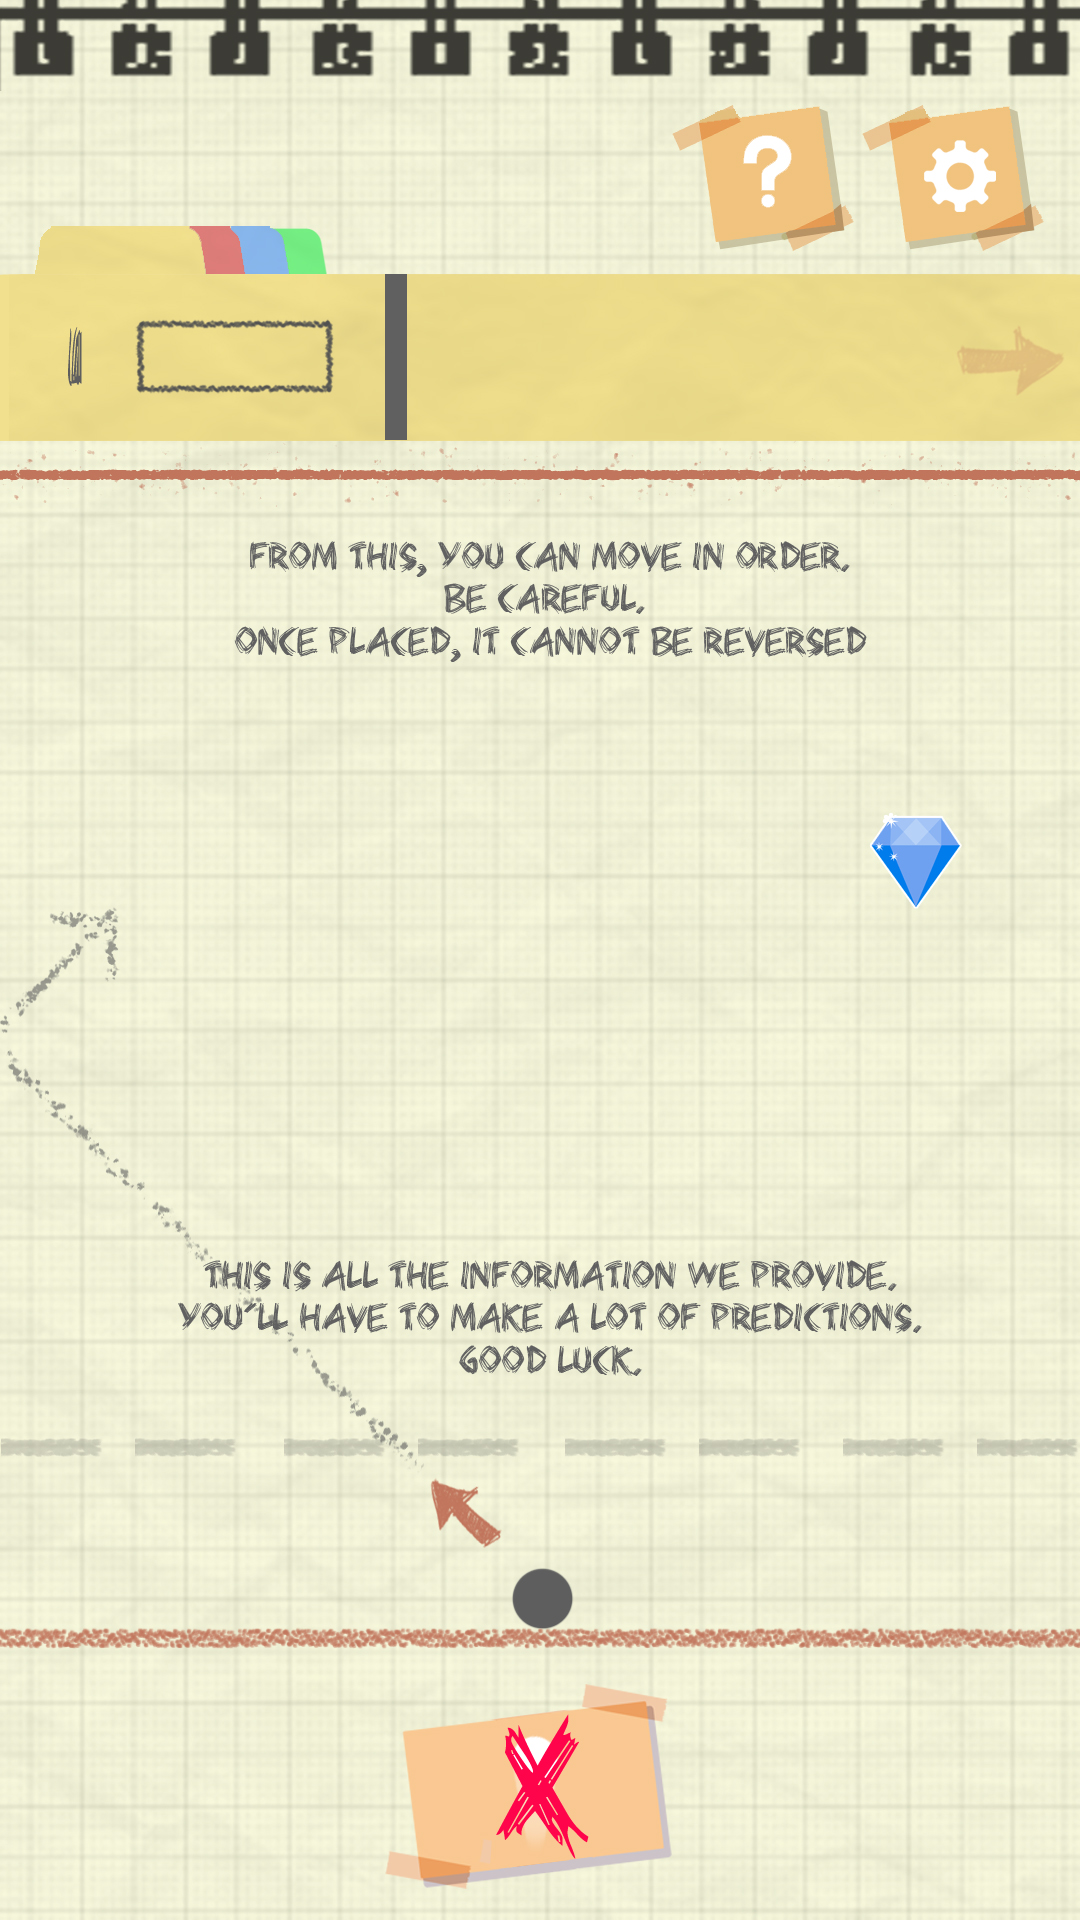 ?
FROM THIS, YOU CAN MOVE IN ORDER.
BE CAREFUL.
ONCE PLACED, IT CANNOT BE REVERSED
THIS IS ALL THE INFORMATION WE PROVIDE.
YOU'LL HAVE TO MAKE A LOT OF PREDICTIONS.
GOOD LUCK.